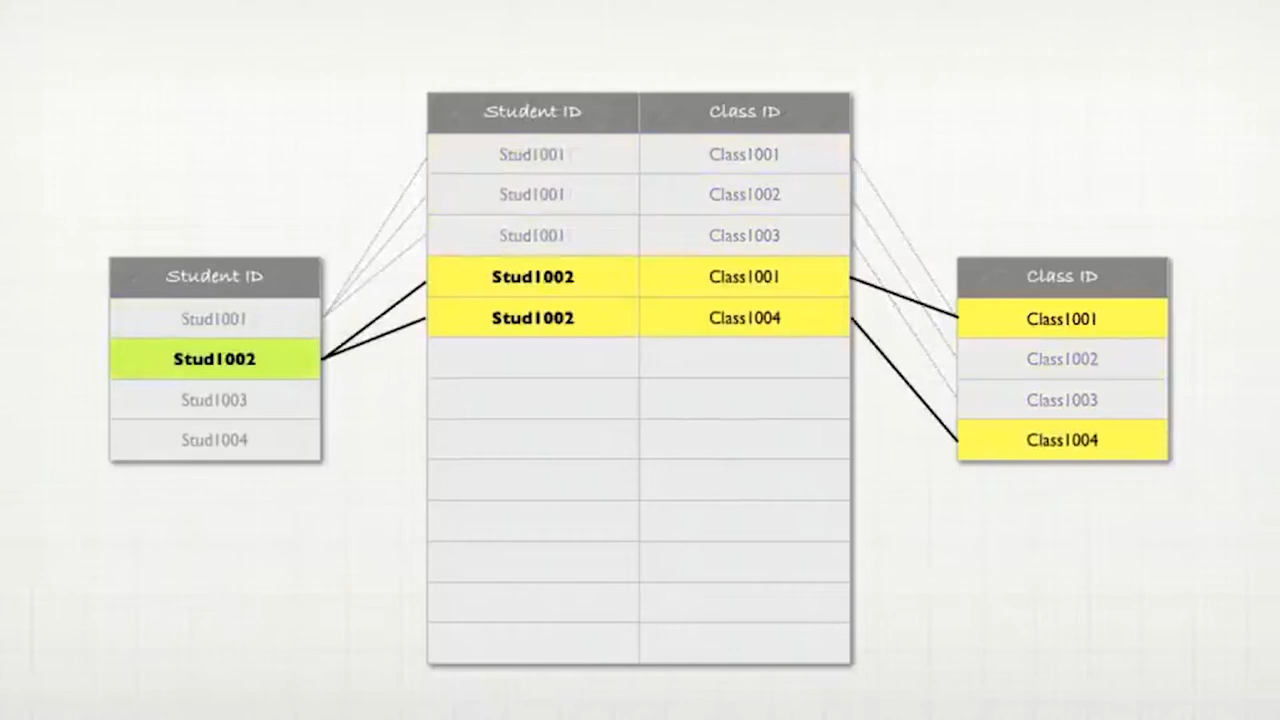 Student ID Class ID
Stud1001 Class1001
Stud1001 Class1002
Stud1001 Class1003
Stud1002 Class1001
Stud1002 Class1004
Student ID
Stud1001
Stud1002
Stud1003
Stud1004
Class ID
Class1001
Class1002
Class1003
Class1004